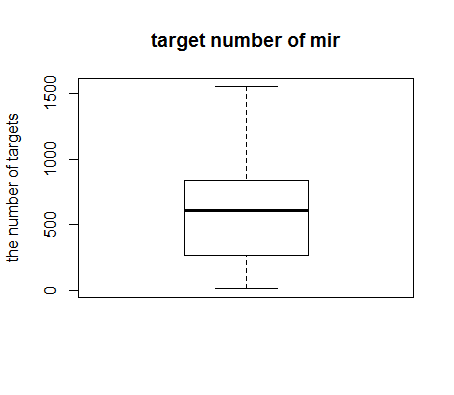 target number of mir
the number of targets
1500
1000
500
0